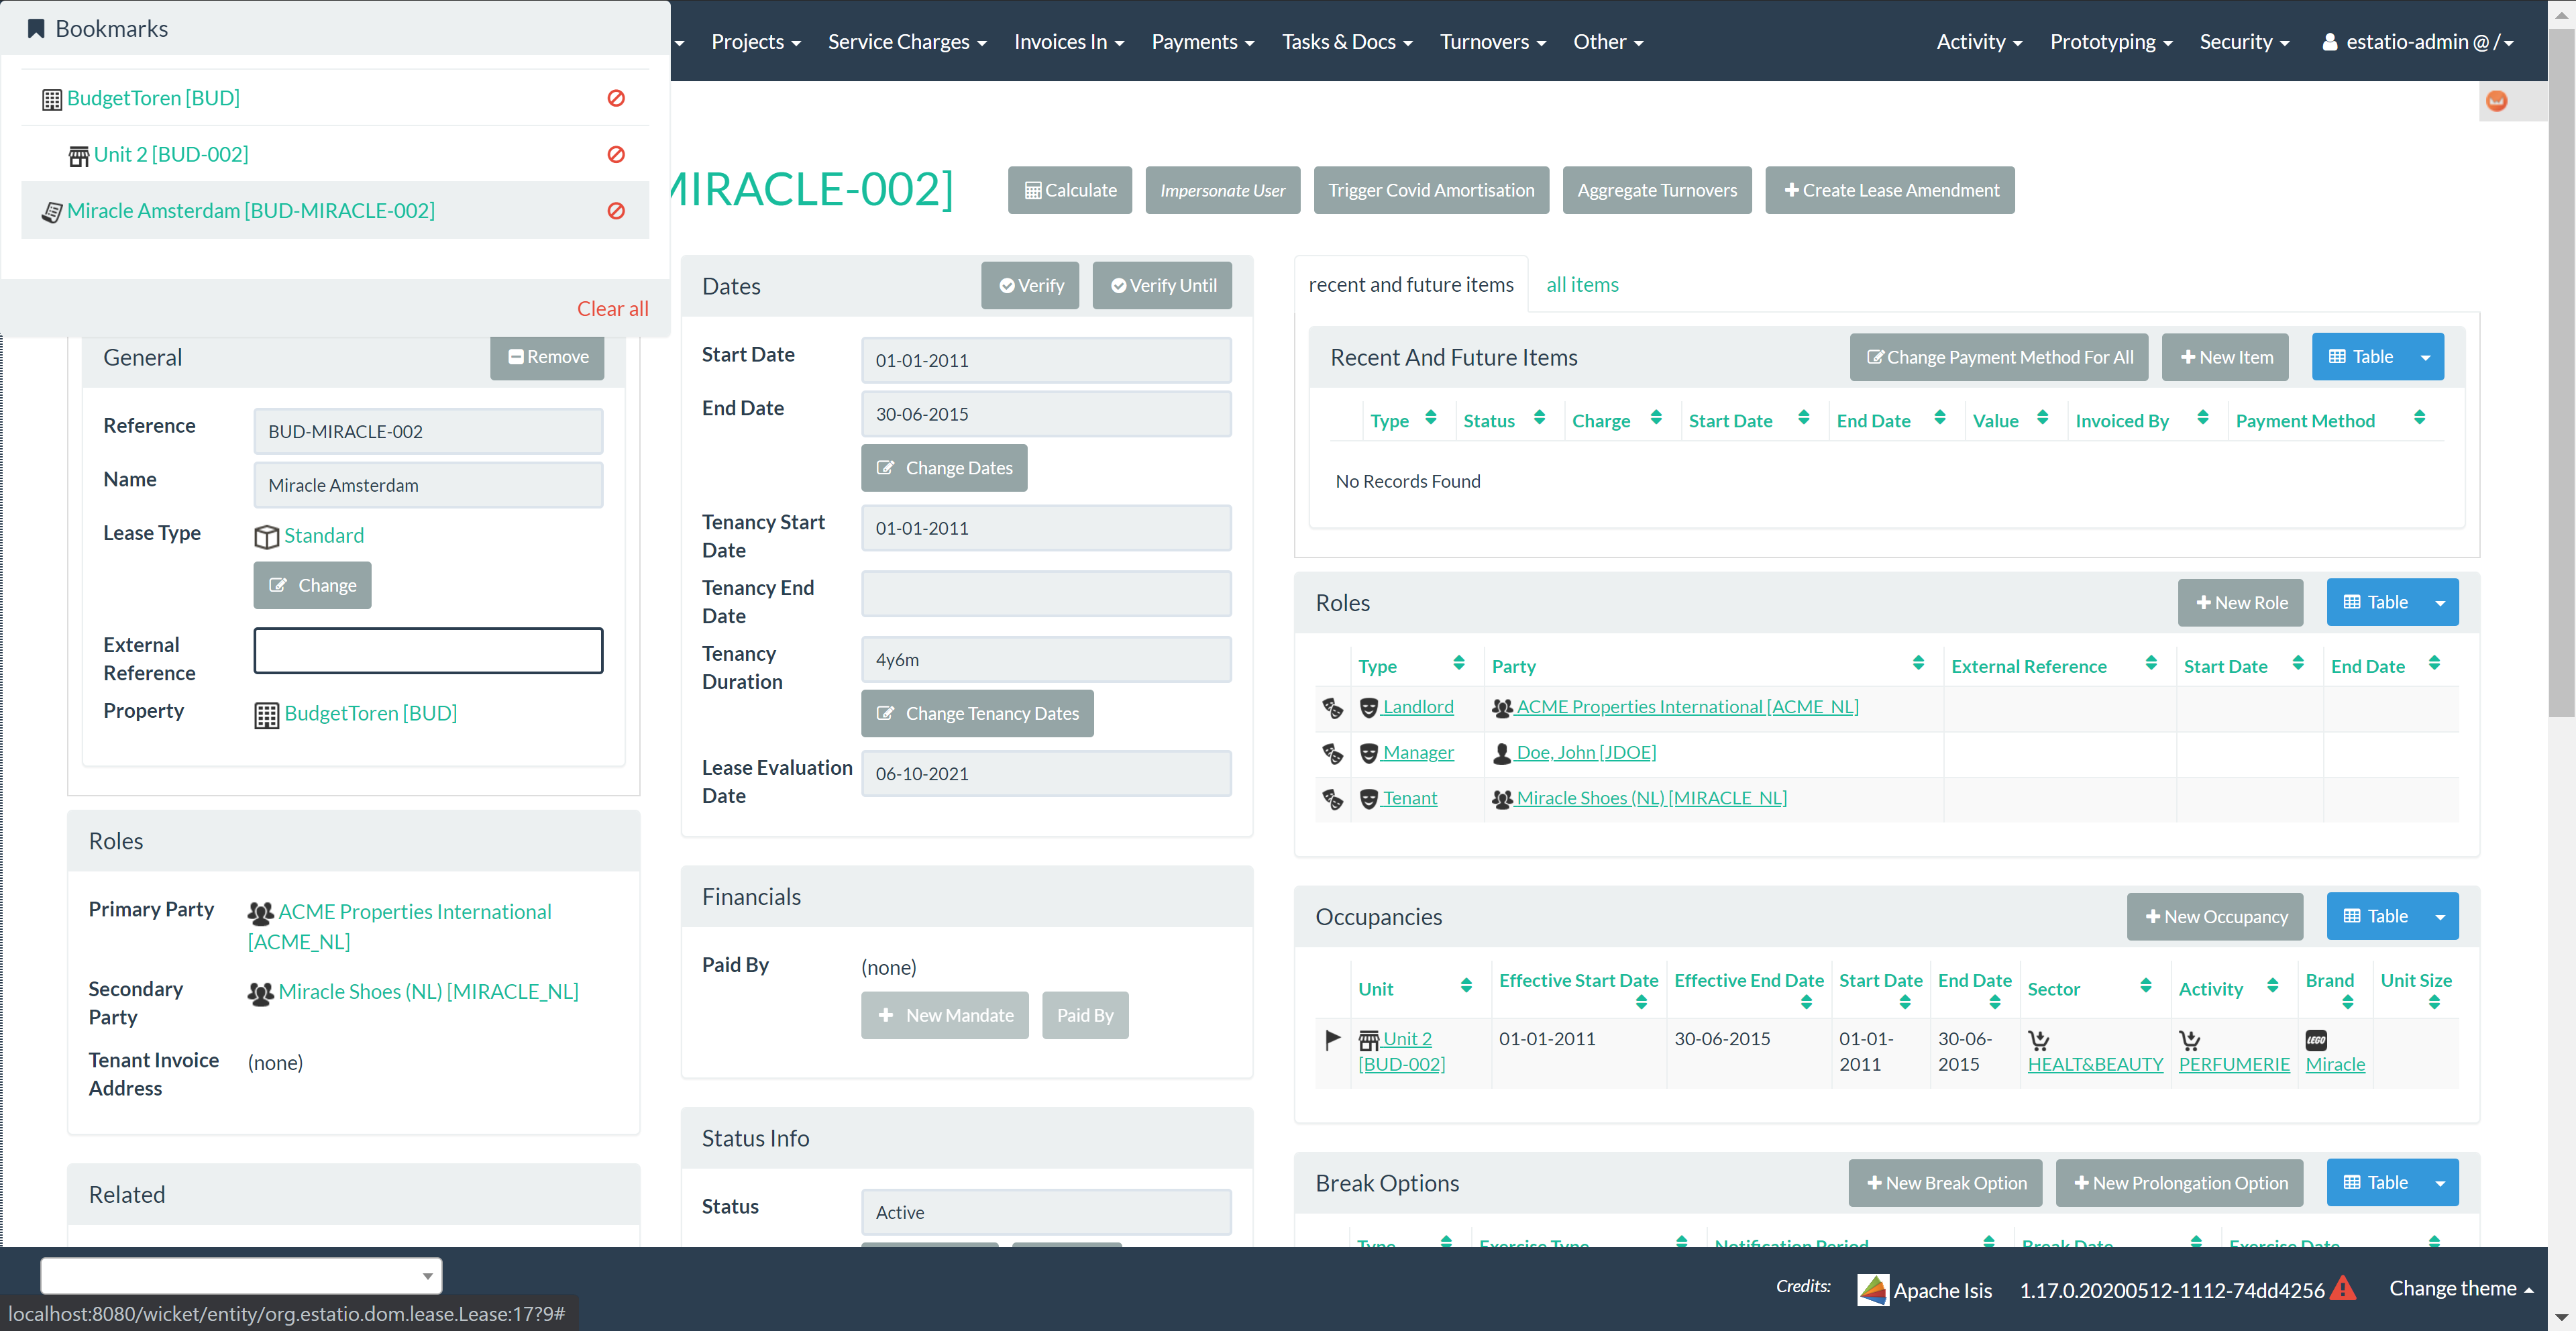 Bookmarks
Projects
Service Charges
Invoices In
Payments
Tasks & Docs
Turnovers
Other
Activity
Prototyping
Security
estatio-admin @ /
BudgetToren [BUD]
Unit 2 [BUD-002]
Miracle Amsterdam [BUD-MIRACLE-002]
Clear all
MIRACLE-002]
Calculate
Impersonate User
Trigger Covid Amortisation
Aggregate Turnovers
Create Lease Amendment
General
Remove
Reference
BUD-MIRACLE-002
Name
Miracle Amsterdam
Lease Type
Standard
Change
External
Reference
Property
BudgetToren [BUD]
Roles
Primary Party
ACME Properties International
[ACME_NL]
Secondary
Party
Miracle Shoes (NL) [MIRACLE_NL]
Tenant Invoice
Address
(none)
Related
Dates
Verify
Verify Until
Start Date
01-01-2011
End Date
30-06-2015
Change Dates
Tenancy Start
Date
01-01-2011
Tenancy End
Date
Tenancy
Duration
4y6m
Change Tenancy Dates
Lease Evaluation
Date
06-10-2021
Financials
Paid By
(none)
New Mandate
Paid By
Status Info
Status
Active
recent and future items
all items
Recent And Future Items
Change Payment Method For All
New Item
Table
Type
Status
Charge
Start Date
End Date
Value
Invoiced By
Payment Method
No Records Found
Roles
New Role
Table
Type
Party
External Reference
Start Date
End Date
Landlord
ACME Properties International [ACME_NL]
Manager
Doe, John [JDOE]
Tenant
Miracle Shoes (NL) [MIRACLE_NL]
Occupancies
New Occupancy
Table
Unit
Effective Start Date
Effective End Date
Start Date
End Date
Sector
Activity
Brand
Unit Size
Unit 2
[BUD-002]
01-01-2011
30-06-2015
01-01-
2011
30-06-
2015
HEALT&BEAUTY
PERFUMERIE
LEGO
Miracle
Break Options
New Break Option
New Prolongation Option
Table
Type
Exercise Type
Notification Period
Break Date
Exercise Date
Credits:
Apache Isis
1.17.0.20200512-1112-74dd4256
Change theme
localhost:8080/wicket/entity/org.estatio.dom.lease.Lease:17?9#